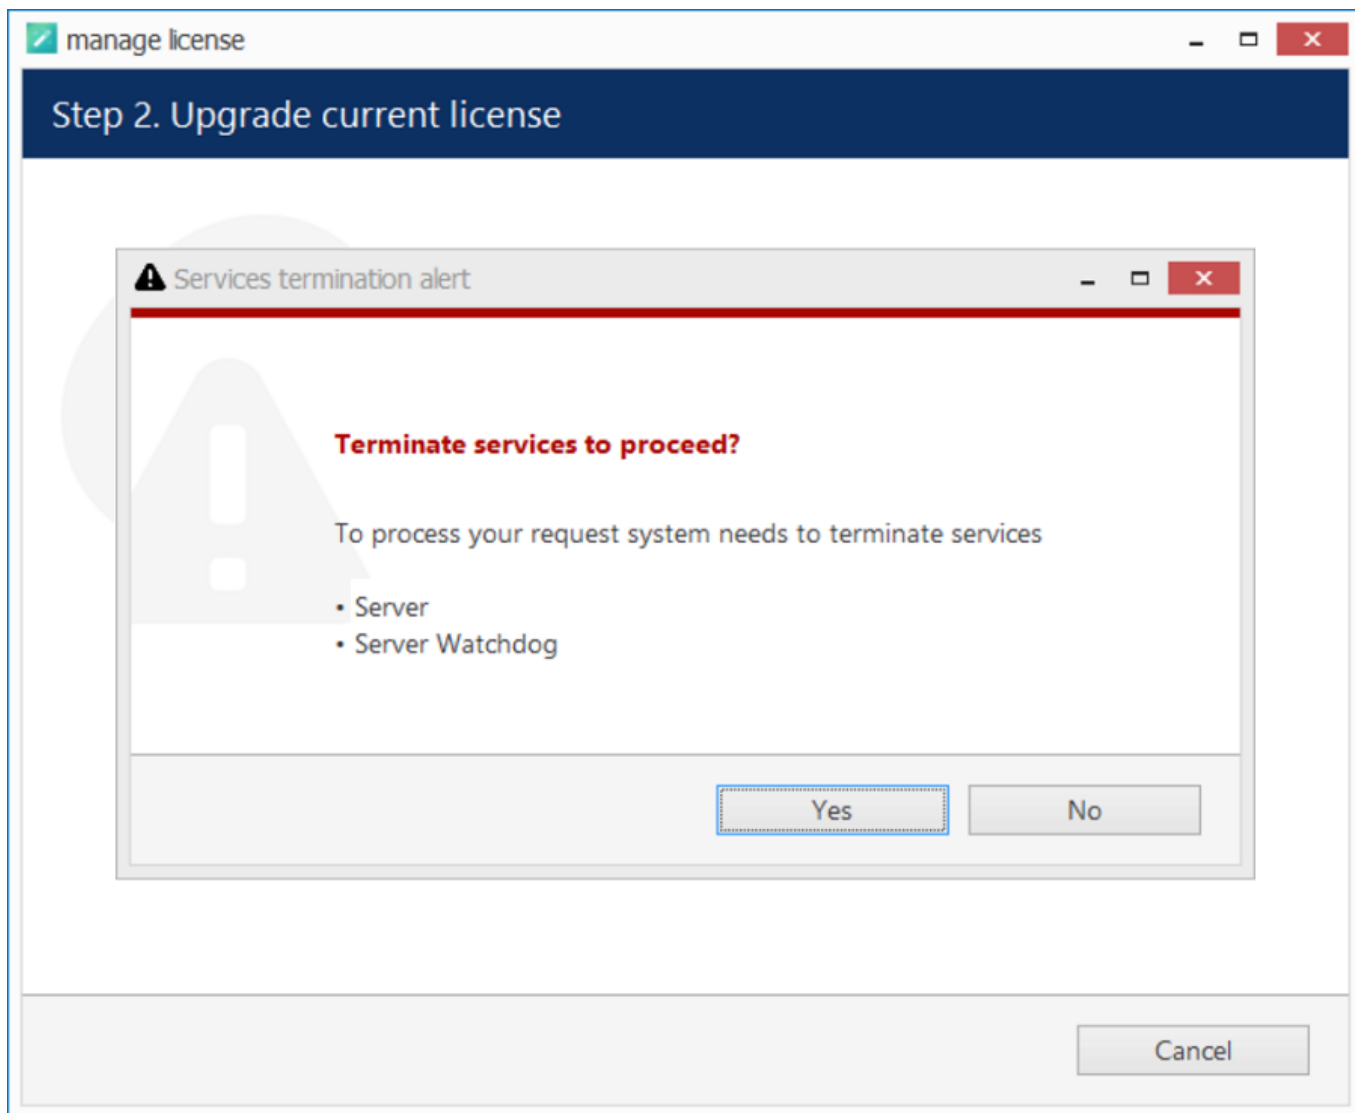 manage license
Step 2. Upgrade current license
Services termination alert
Terminate services to proceed?
To process your request system needs to terminate services
• Server
• Server Watchdog
Yes
No
Cancel